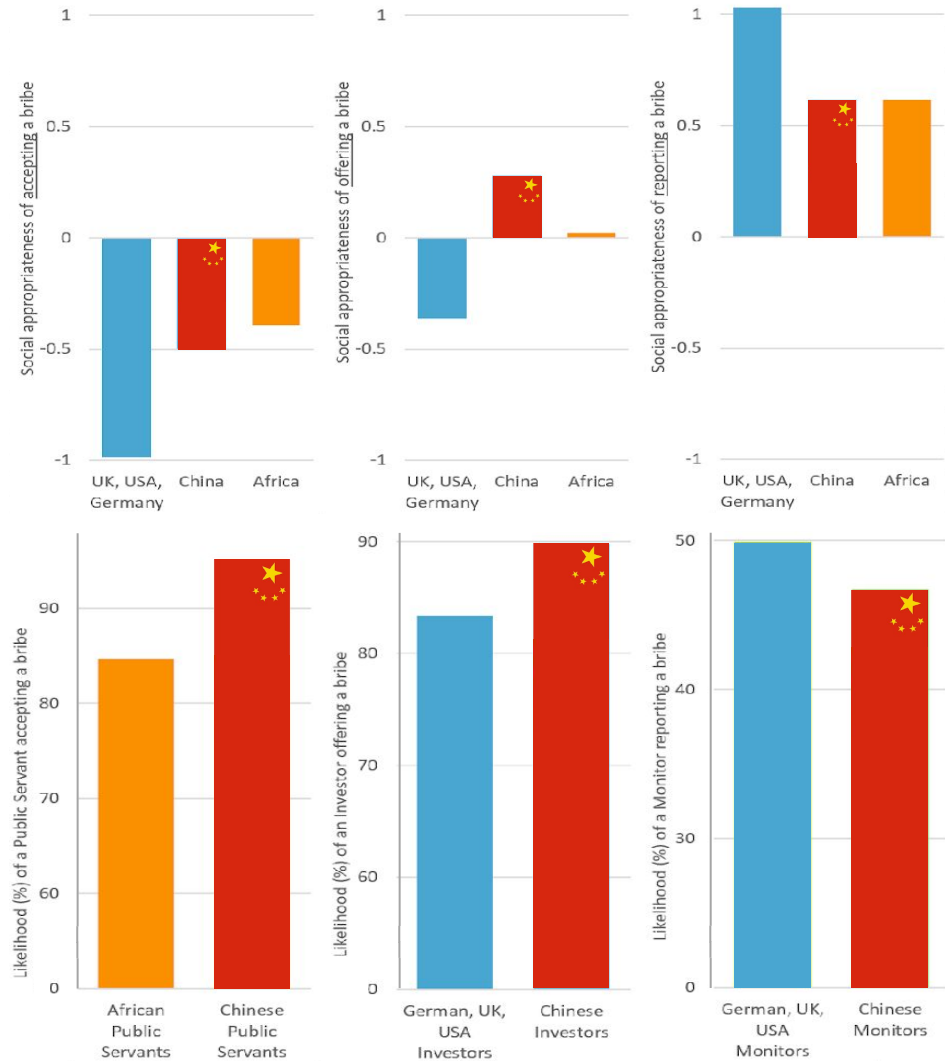 Social appropriateness of accepting a bribe
1
0.5
0
-0.5
-1
UK, USA,
Germany
China
Africa
Social appropriateness of offering a bribe
1
0.5
0
-0.5
-1
UK, USA,
Germany
China
Africa
Social appropriateness of reporting a bribe
1
0.5
0
-0.5
-1
UK, USA,
Germany
China
Africa
Likelihood (%) of a Public Servant accepting a bribe
90
80
60
0
African
Public
Servants
Chinese
Public
Servants
Likelihood (%) of an Investor offering a bribe
90
80
70
60
0
German, UK,
USA
Investors
Chinese
Investors
Likelihood (%) of a Monitor reporting a bribe
50
40
30
0
German, UK,
USA
Monitors
Chinese
Monitors